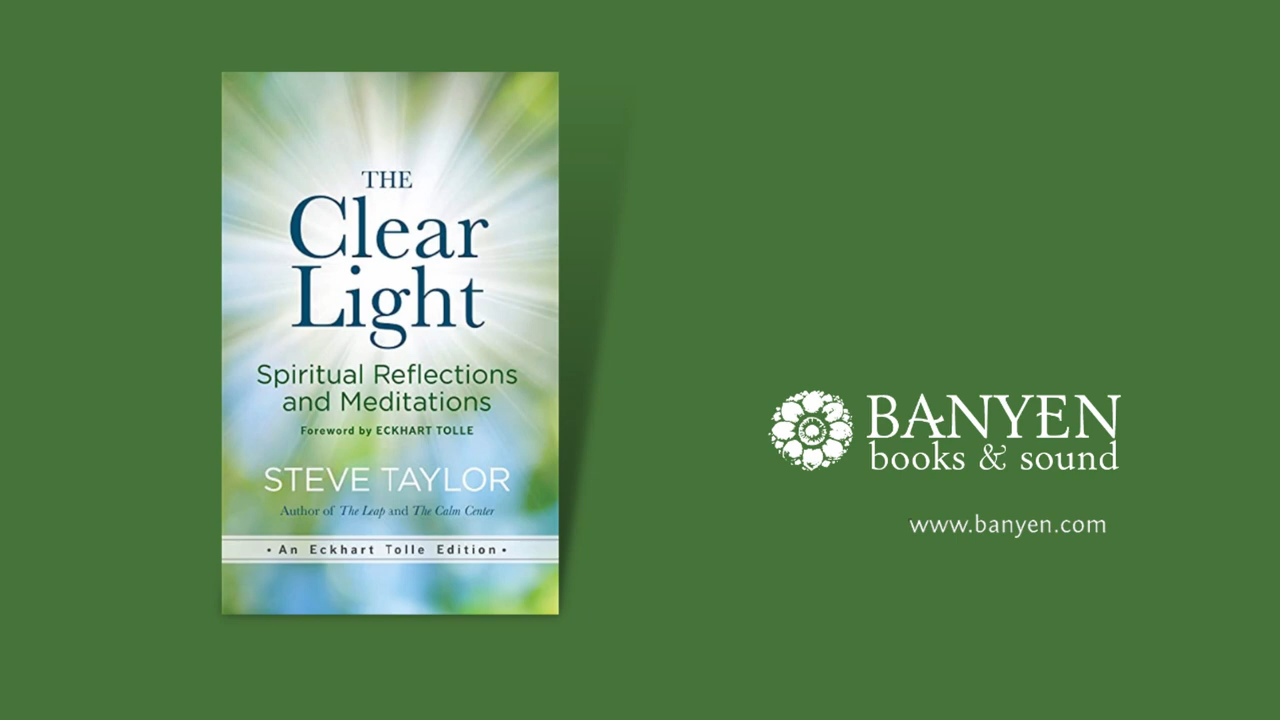 THE
Clear
Light
Spiritual Reflections
and Meditations
Foreword by ECKHART TOLLE
STEVE TAYLOR
Author of The Leap and The Calm Center
• An Eckhart Tolle Edition •
BANYEN
books & sound
www.banyen.com